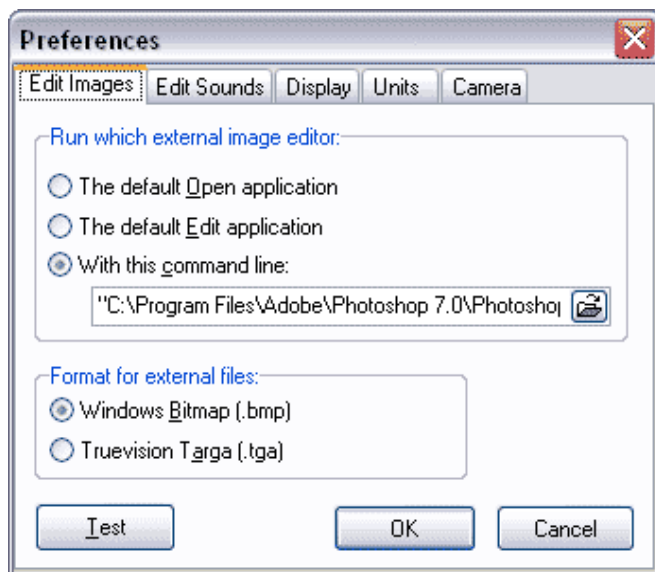 Preferences
Edit Images Edit Sounds Display Units Camera
Run which external image editor:
The default Open application
The default Edit application
With this command line:
"C:\Program Files\Adobe\Photoshop 7.0\Photoshop
Format for external files:
Windows Bitmap (.bmp)
Truevision Targa (.tga)
Test OK Cancel